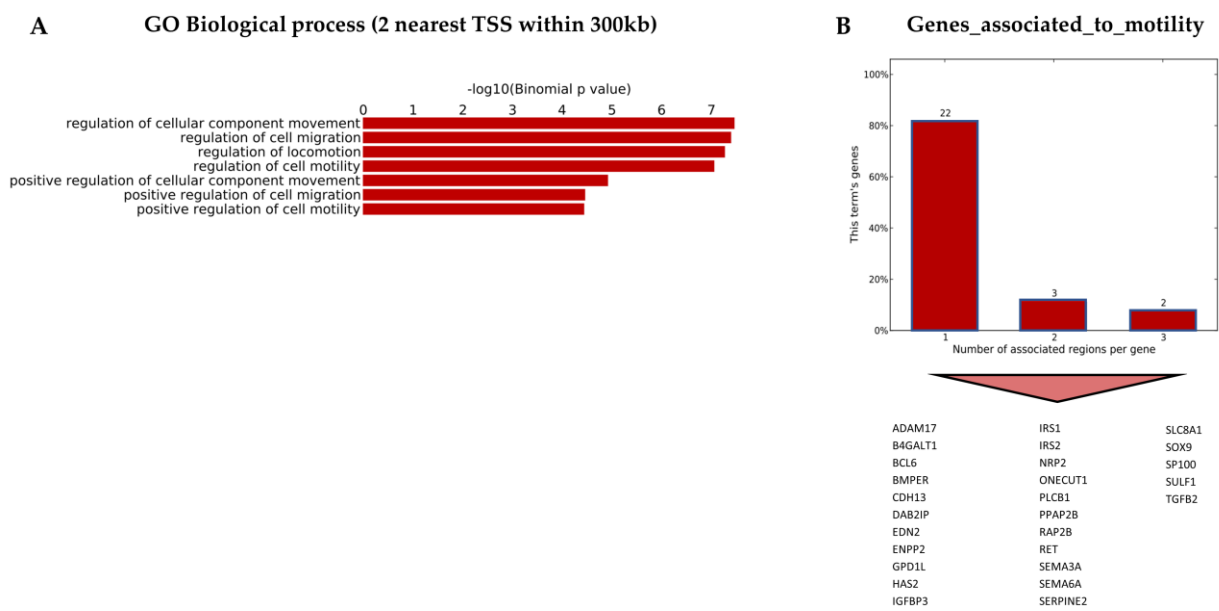 A
GO Biological process (2 nearest TSS within 300kb)
-log10(Binomial p value)
0 1 2 3 4 5 6 7
regulation of cellular component movement
regulation of cell migration
regulation of locomotion
regulation of cell motility
positive regulation of cellular component movement
positive regulation of cell migration
positive regulation of cell motility
B
Genes_associated_to_motility
This term's genes
100%
80%
60%
40%
20%
0%
22
3
2
1 2 3
Number of associated regions per gene
ADAM17
B4GALT1
BCL6
BMPER
CDH13
DAB2IP
EDN2
ENPP2
GPD1L
HAS2
IGFBP3
IRS1
IRS2
NRP2
ONECUT1
PLCB1
PPAP2B
RAP2B
RET
SEMA3A
SEMA6A
SERPINE2
SLC8A1
SOX9
SP100
SULF1
TGFB2